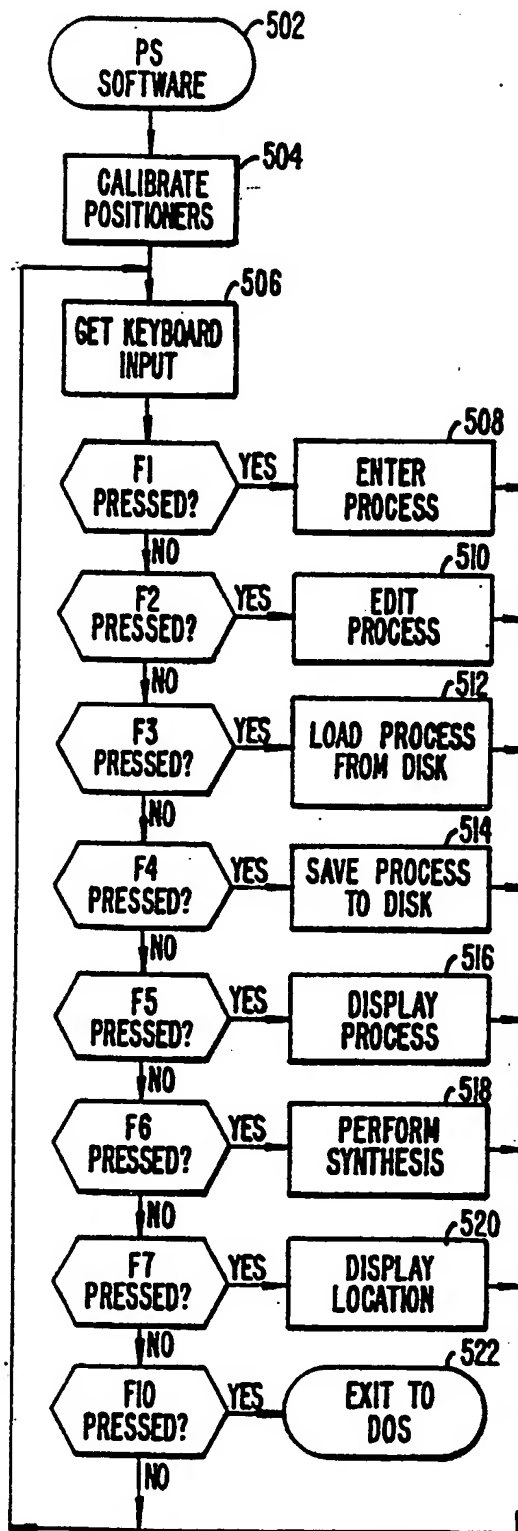 502
PS
SOFTWARE
504
CALIBRATE
POSITIONERS
506
GET KEYBOARD
INPUT
508
F1
PRESSED?
YES
ENTER
PROCESS
NO
510
F2
PRESSED?
YES
EDIT
PROCESS
NO
512
F3
PRESSED?
YES
LOAD PROCESS
FROM DISK
NO
514
F4
PRESSED?
YES
SAVE PROCESS
TO DISK
NO
516
F5
PRESSED?
YES
DISPLAY
PROCESS
NO
518
F6
PRESSED?
YES
PERFORM
SYNTHESIS
NO
520
F7
PRESSED?
YES
DISPLAY
LOCATION
NO
522
F10
PRESSED?
YES
EXIT TO
DOS
NO